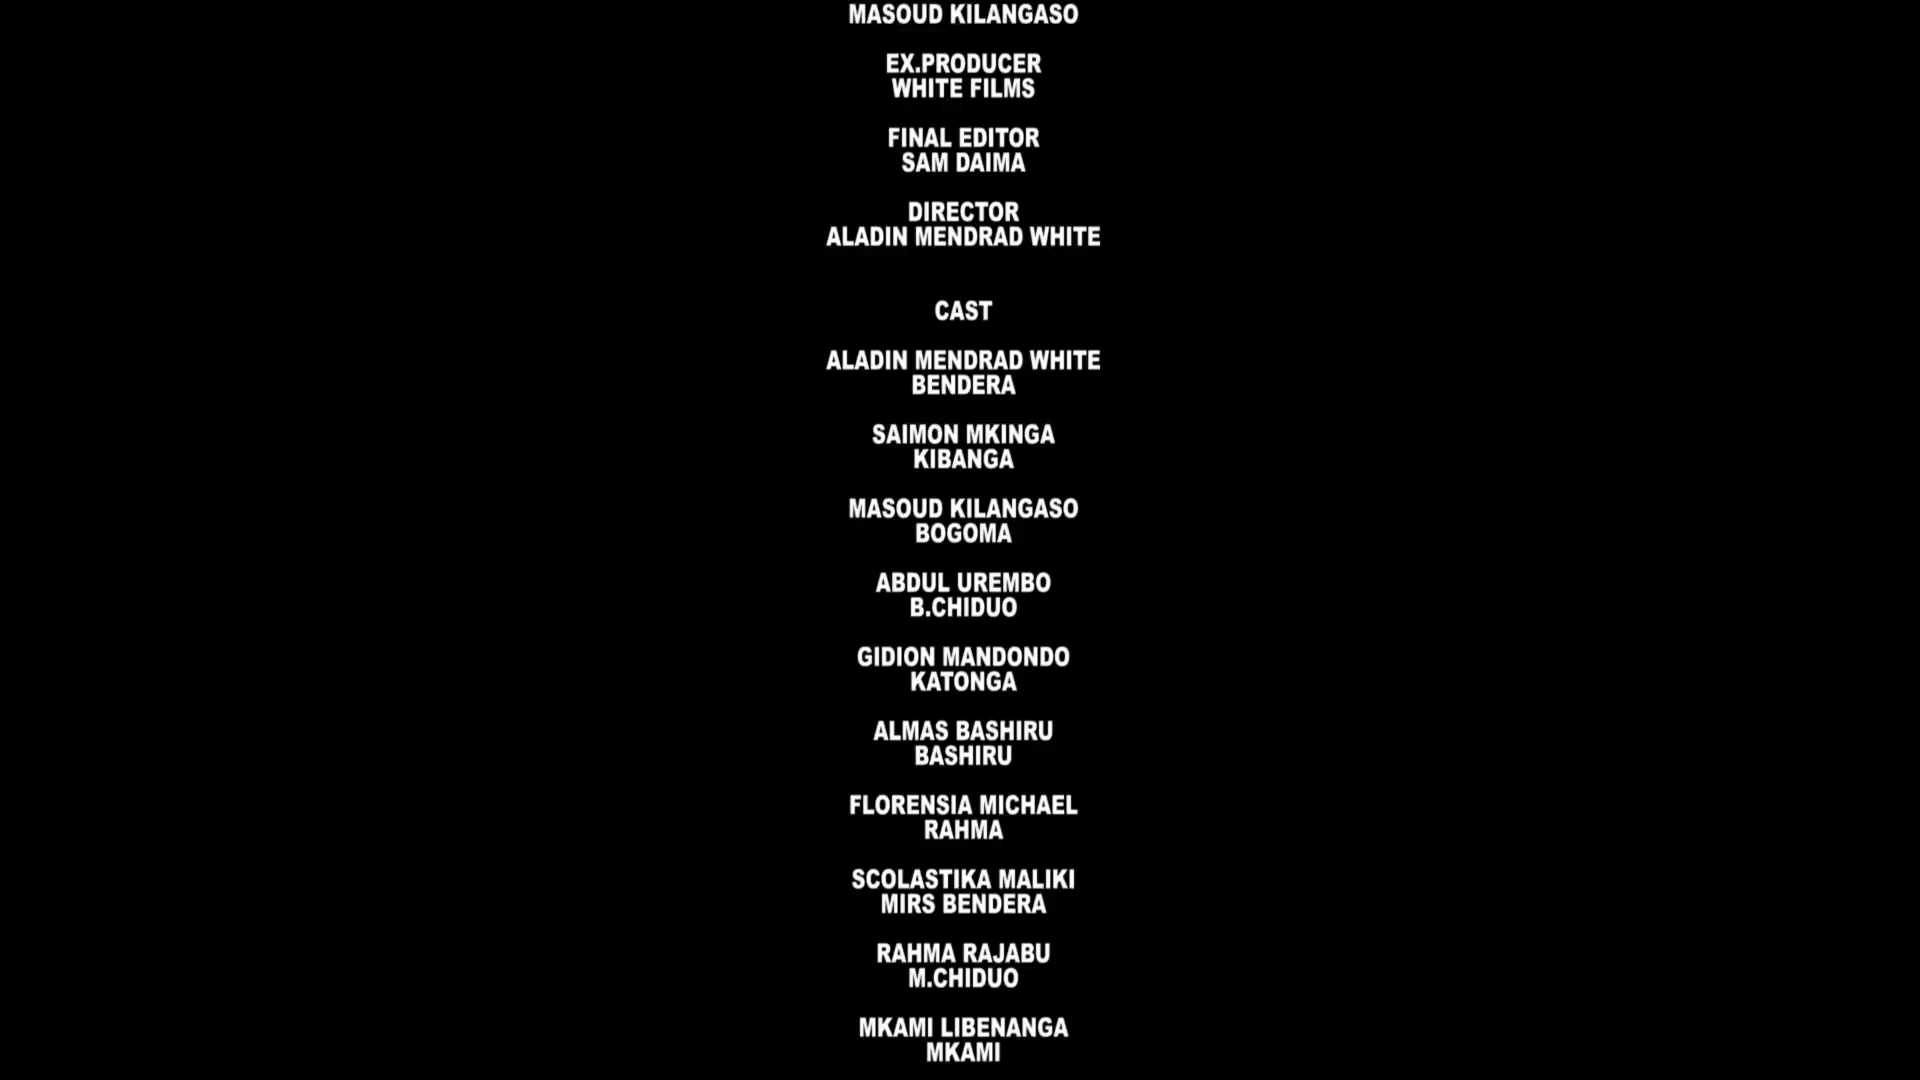 MASOUD KILANGASO
EX.PRODUCER
WHITE FILMS
FINAL EDITOR
SAM DAIMA
DIRECTOR
ALADIN MENDRAD WHITE
CAST
ALADIN MENDRAD WHITE
BENDERA
SAIMON MKINGA
KIBANGA
MASOUD KILANGASO
BOGOMA
ABDUL UREMBO
B.CHIDUO
GIDION MANDONDO
KATONGA
ALMAS BASHIRU
BASHIRU
FLORENSIA MICHAEL
RAHMA
SCOLASTIKA MALIKI
MIRS BENDERA
RAHMA RAJABU
M.CHIDUO
MKAMI LIBENANGA
MKAMI